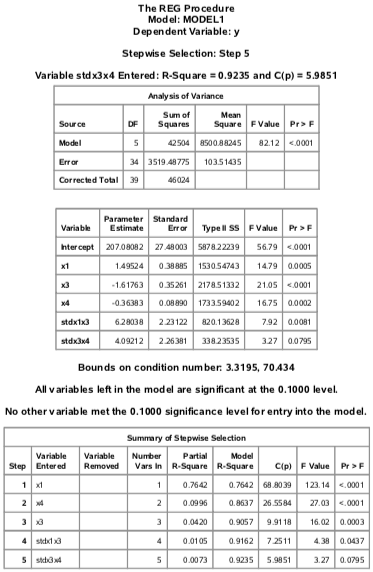 The REG Procedure
Model: MODEL1
Dependent Variable: y
Stepwise Selection: Step 5
Variable stdx3x4 Entered: R-Square = 0.9235 and C(p) = 5.9851
Analysis of Variance
Source DF Sum of Squares Mean Square F Value Pr > F
Model 5 42504 8500.88245 82.12 <.0001
Error 34 3519.48775 103.51435
Corrected Total 39 46024
Variable Parameter Estimate Standard Error Type II SS F Value Pr > F
Intercept 207.08082 27.48003 5878.22239 56.79 <.0001
x1 1.49524 0.38885 1530.54743 14.79 0.0005
x3 -1.61763 0.35261 2178.51332 21.05 <.0001
x4 -0.36383 0.08890 1733.59402 16.75 0.0002
stdx1x3 6.28038 2.23122 820.13628 7.92 0.0081
stdx3x4 4.09212 2.26381 338.23535 3.27 0.0795
Bounds on condition number: 3.3195, 70.434
All variables left in the model are significant at the 0.1000 level.
No other variable met the 0.1000 significance level for entry into the model.
Summary of Stepwise Selection
Step Variable Entered Variable Removed Number Vars In Partial R-Square Model R-Square C(p) F Value Pr > F
1 x1 1 0.7642 0.7642 68.8039 123.14 <.0001
2 x4 2 0.0996 0.8637 26.5584 27.03 <.0001
3 x3 3 0.0420 0.9057 9.9118 16.02 0.0003
4 stdx1x3 4 0.0105 0.9162 7.2511 4.38 0.0437
5 stdx3x4 5 0.0073 0.9235 5.9851 3.27 0.0795